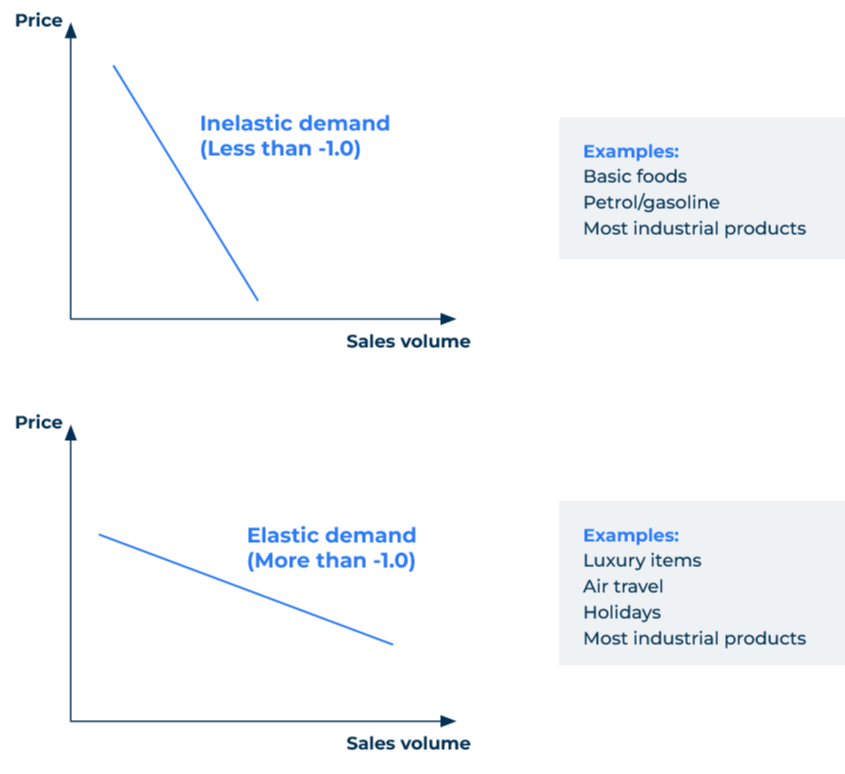 Price
Inelastic demand
(Less than -1.0)
Examples:
Basic foods
Petrol/gasoline
Most industrial products
Sales volume
Price
Elastic demand
(More than -1.0)
Examples:
Luxury items
Air travel
Holidays
Most industrial products
Sales volume